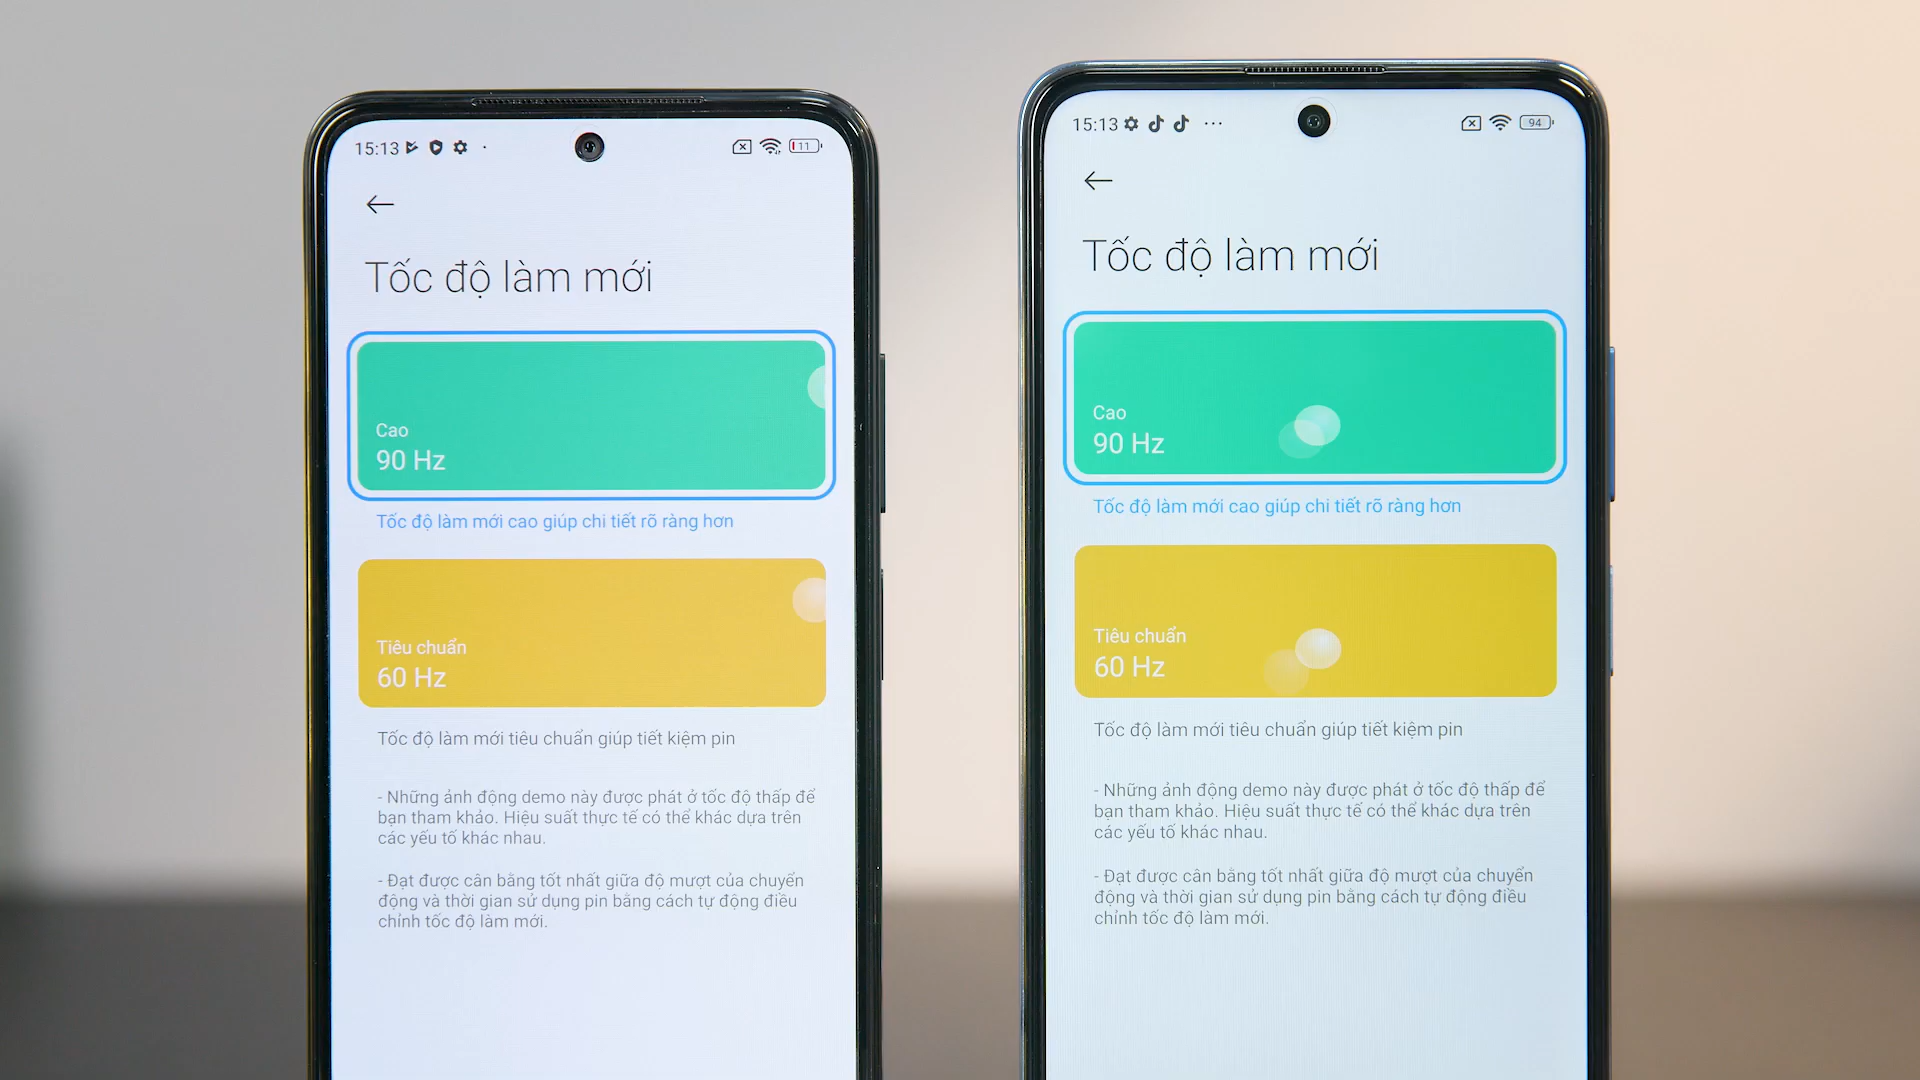 15:13
11
Tốc độ làm mới
Cao
90 Hz
Tốc độ làm mới cao giúp chi tiết rõ ràng hơn
Tiêu chuẩn
60 Hz
Tốc độ làm mới tiêu chuẩn giúp tiết kiệm pin
- Những ảnh động demo này được phát ở tốc độ thấp để
bạn tham khảo. Hiệu suất thực tế có thể khác dựa trên
các yếu tố khác nhau.
- Đạt được cân bằng tốt nhất giữa độ mượt của chuyển
động và thời gian sử dụng pin bằng cách tự động điều
chỉnh tốc độ làm mới.
15:13
94
Tốc độ làm mới
Cao
90 Hz
Tốc độ làm mới cao giúp chi tiết rõ ràng hơn
Tiêu chuẩn
60 Hz
Tốc độ làm mới tiêu chuẩn giúp tiết kiệm pin
- Những ảnh động demo này được phát ở tốc độ thấp để
bạn tham khảo. Hiệu suất thực tế có thể khác dựa trên
các yếu tố khác nhau.
- Đạt được cân bằng tốt nhất giữa độ mượt của chuyển
động và thời gian sử dụng pin bằng cách tự động điều
chỉnh tốc độ làm mới.